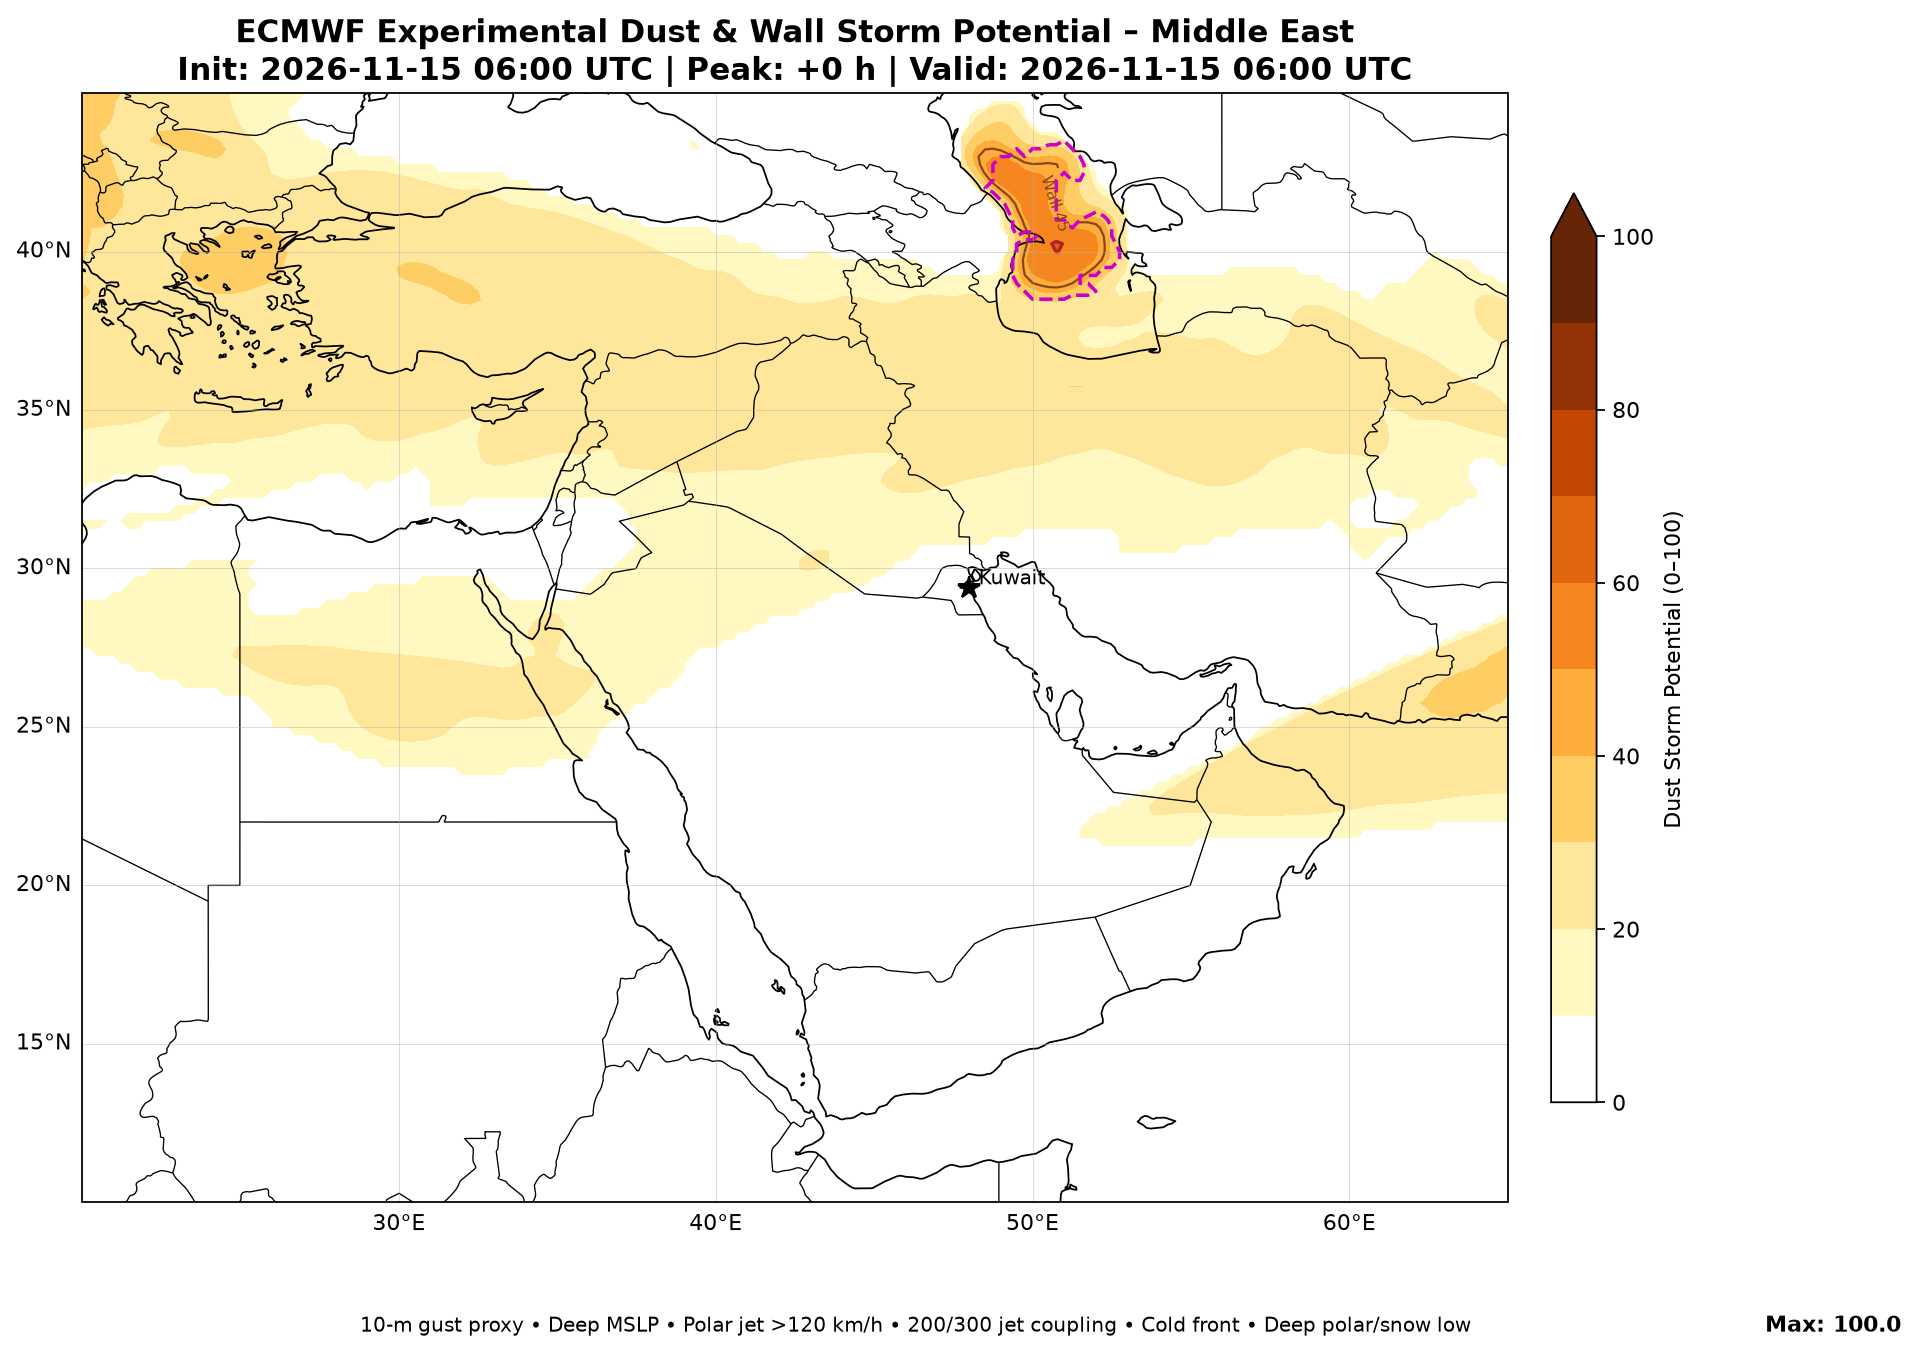 ECMWF Experimental Dust & Wall Storm Potential – Middle East
Init: 2026-11-15 06:00 UTC | Peak: +0 h | Valid: 2026-11-15 06:00 UTC
Wall 45
40°N
35°N
30°N
25°N
20°N
15°N
Kuwait
30°E
40°E
50°E
60°E
100
80
60
40
20
0
Dust Storm Potential (0–100)
10-m gust proxy • Deep MSLP • Polar jet >120 km/h • 200/300 jet coupling • Cold front • Deep polar/snow low
Max: 100.0